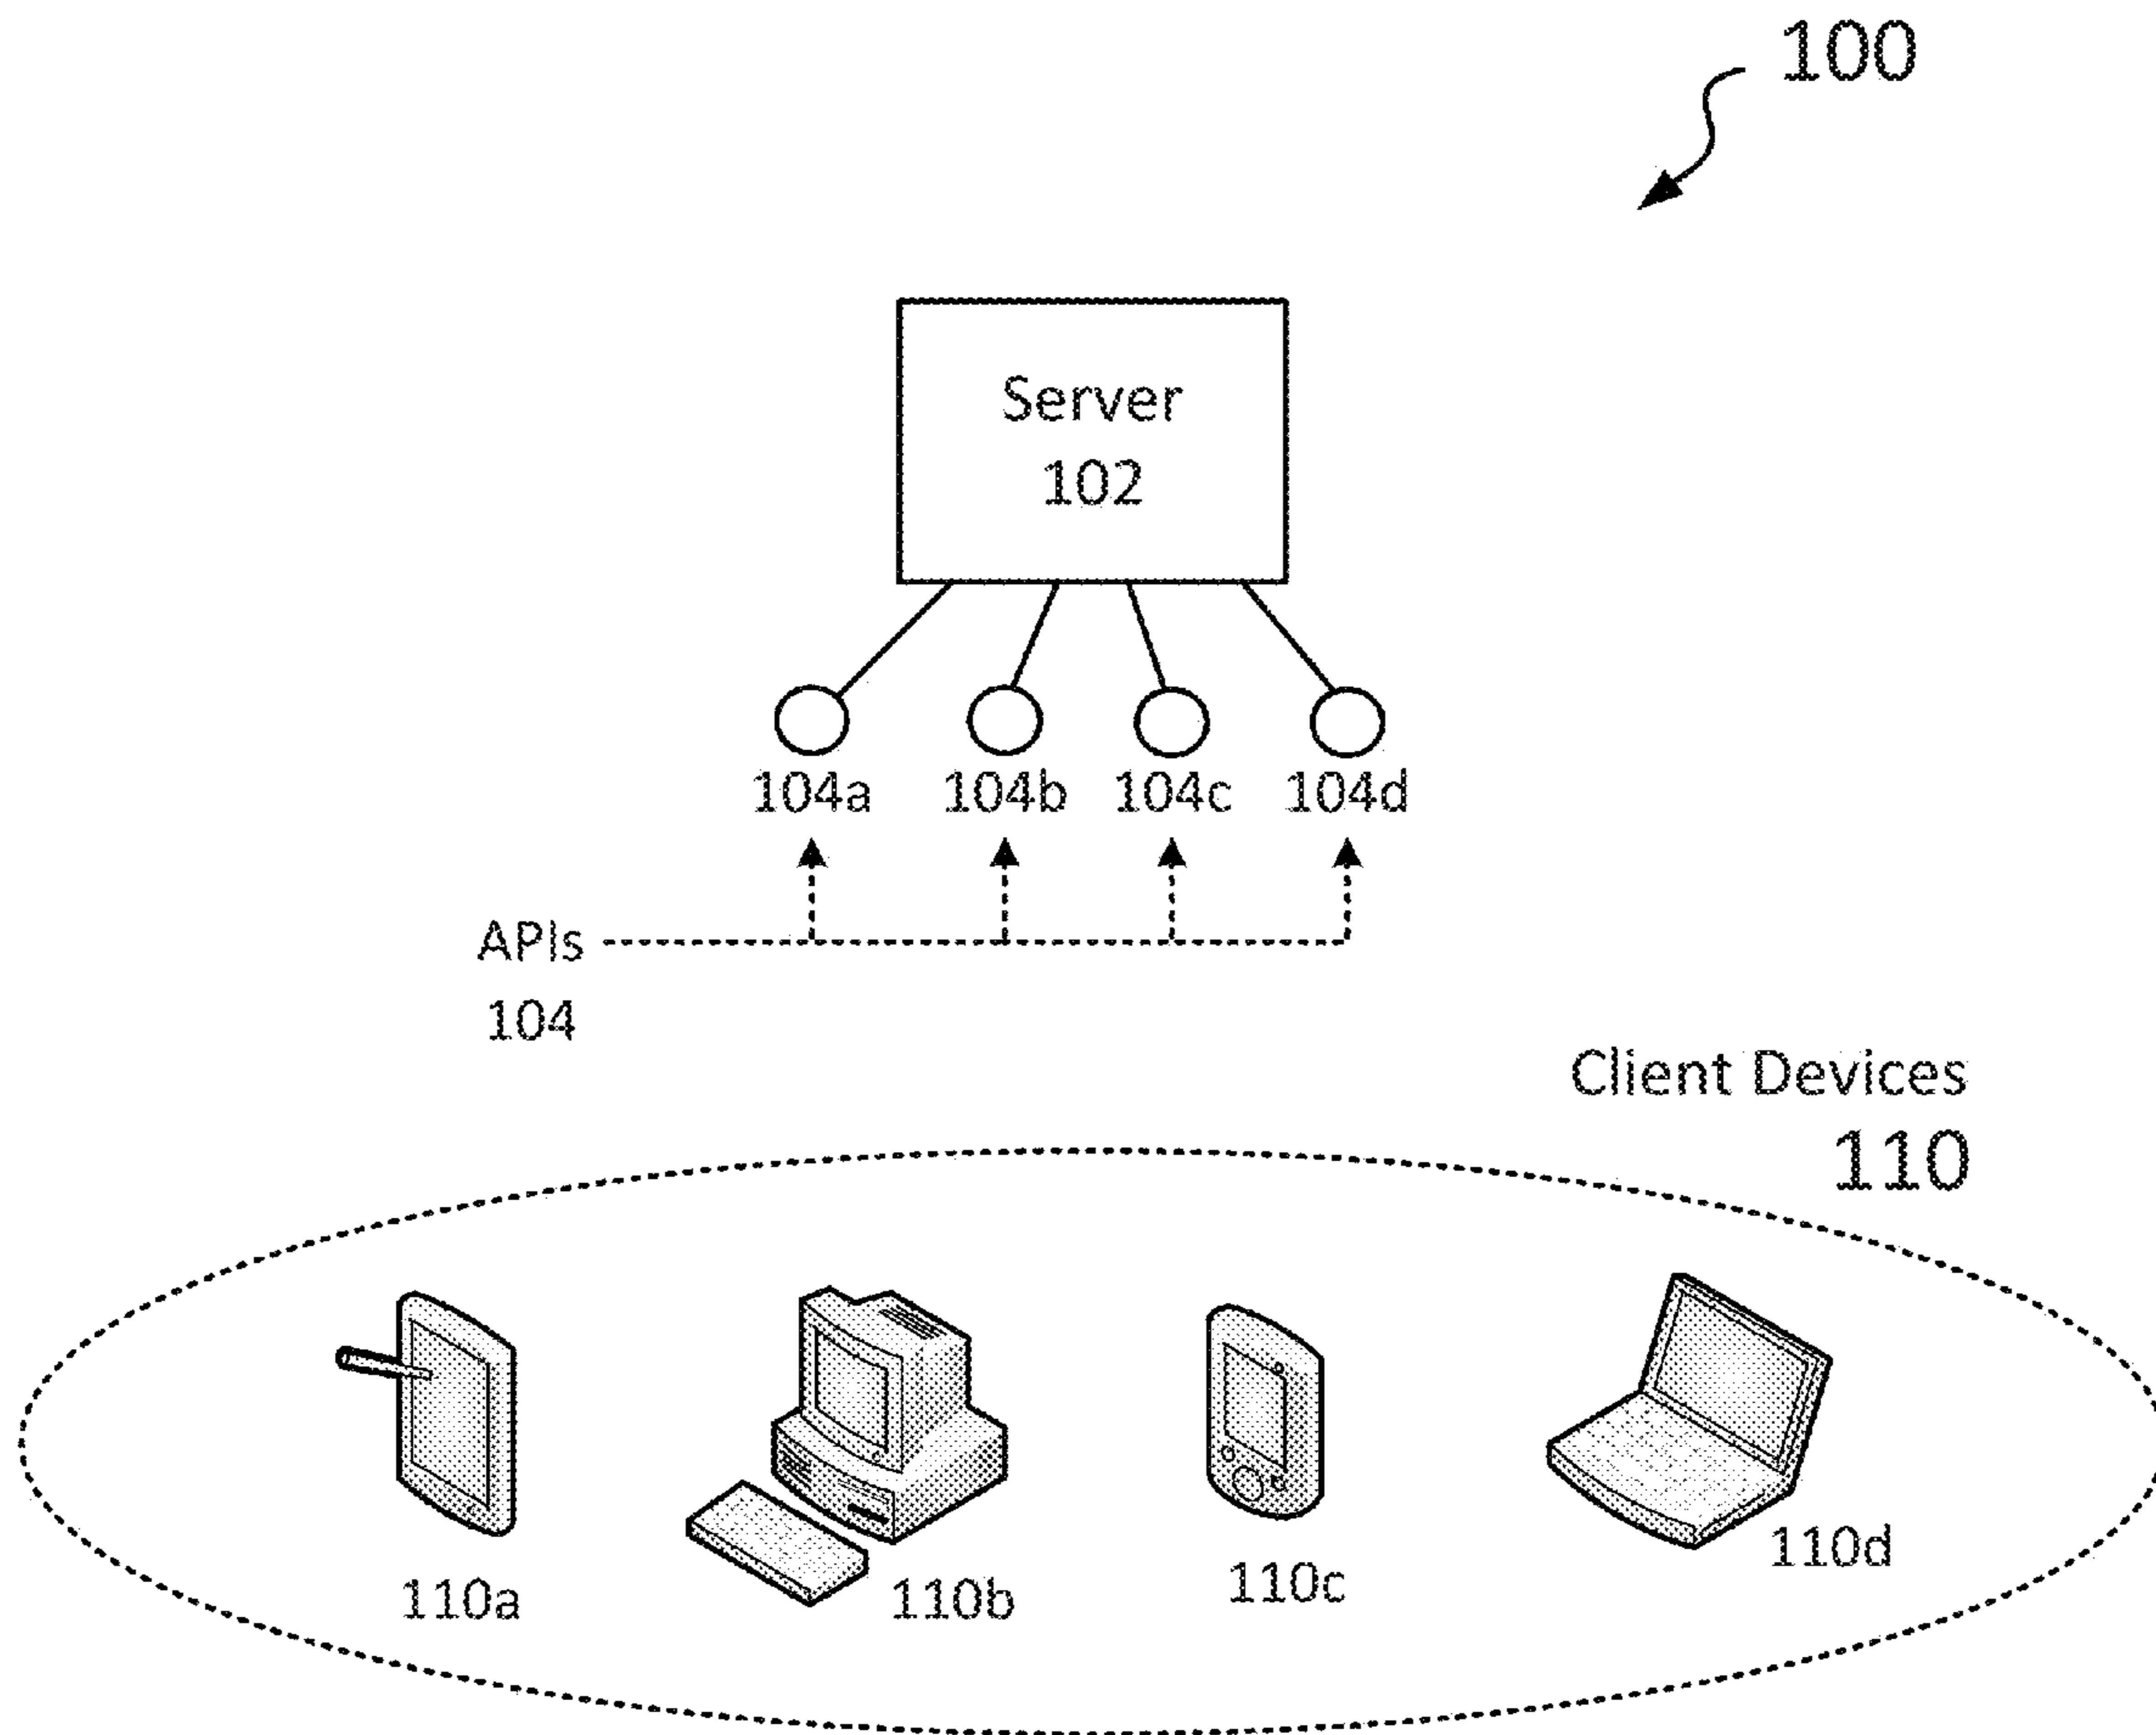 100
Server
102
104a 104b 104c 104d
APIs
104
Client Devices
110
110a 110b 110c 110d